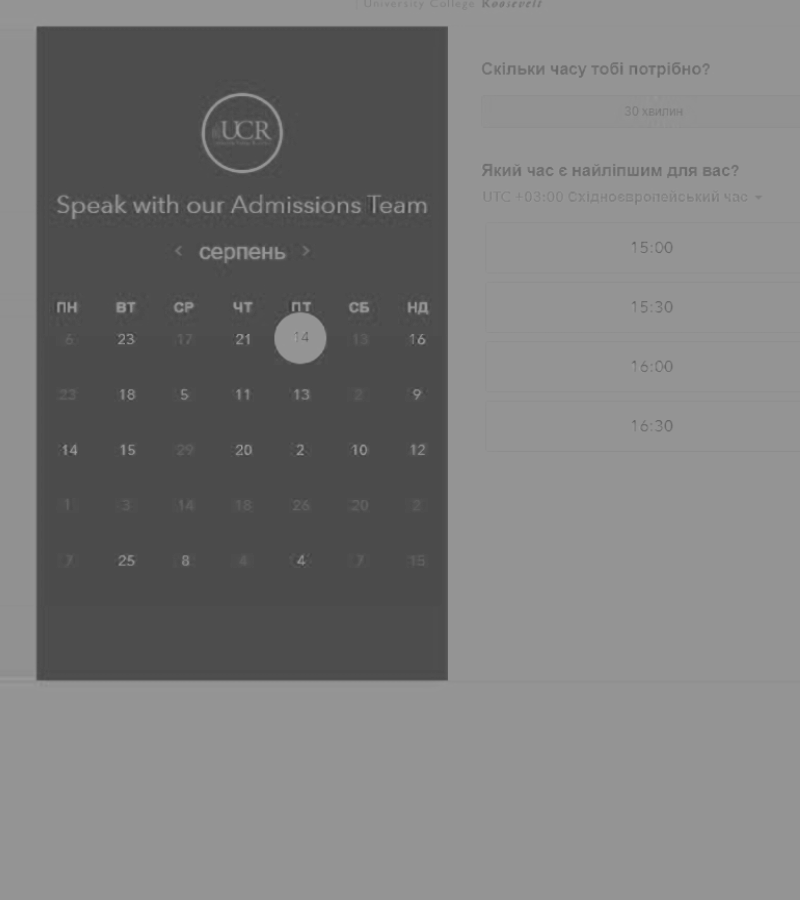 University College Roosevelt
UCR
Speak with our Admissions Team
< серпень >
ПН ВТ СР ЧТ ПТ СБ НД
6 23 17 21 14 13 16
23 18 5 11 13 2 9
14 15 29 20 2 10 12
1 3 14 18 26 20 2
7 25 8 4 4 7 15
Скільки часу тобі потрібно?
30 хвилин
Який час є найліпшим для вас?
UTC +03:00 Східноєвропейський час
15:00
15:30
16:00
16:30